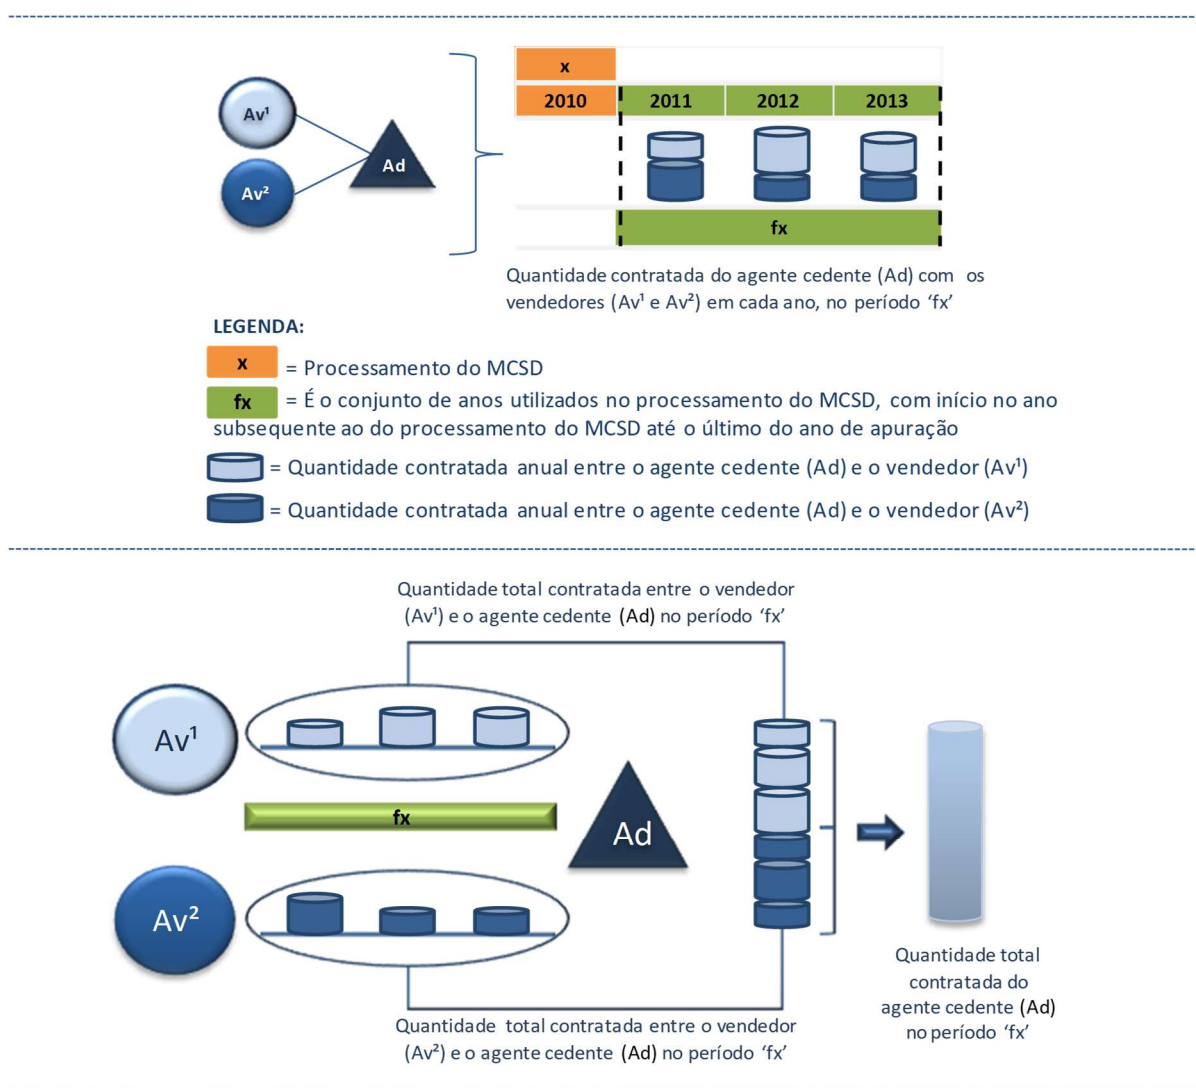 x
2010 2011 2012 2013
Av¹
Ad
Av²
fx
Quantidade contratada do agente cedente (Ad) com os
vendedores (Av¹ e Av²) em cada ano, no período ‘fx’
LEGENDA:
x = Processamento do MCSD
fx = É o conjunto de anos utilizados no processamento do MCSD, com início no ano
subsequente ao do processamento do MCSD até o último do ano de apuração
= Quantidade contratada anual entre o agente cedente (Ad) e o vendedor (Av¹)
= Quantidade contratada anual entre o agente cedente (Ad) e o vendedor (Av²)
Quantidade total contratada entre o vendedor
(Av¹) e o agente cedente (Ad) no período ‘fx’
Av¹
fx
Ad
Av²
Quantidade total
contratada do
agente cedente (Ad)
no período ‘fx’
Quantidade total contratada entre o vendedor
(Av²) e o agente cedente (Ad) no período ‘fx’